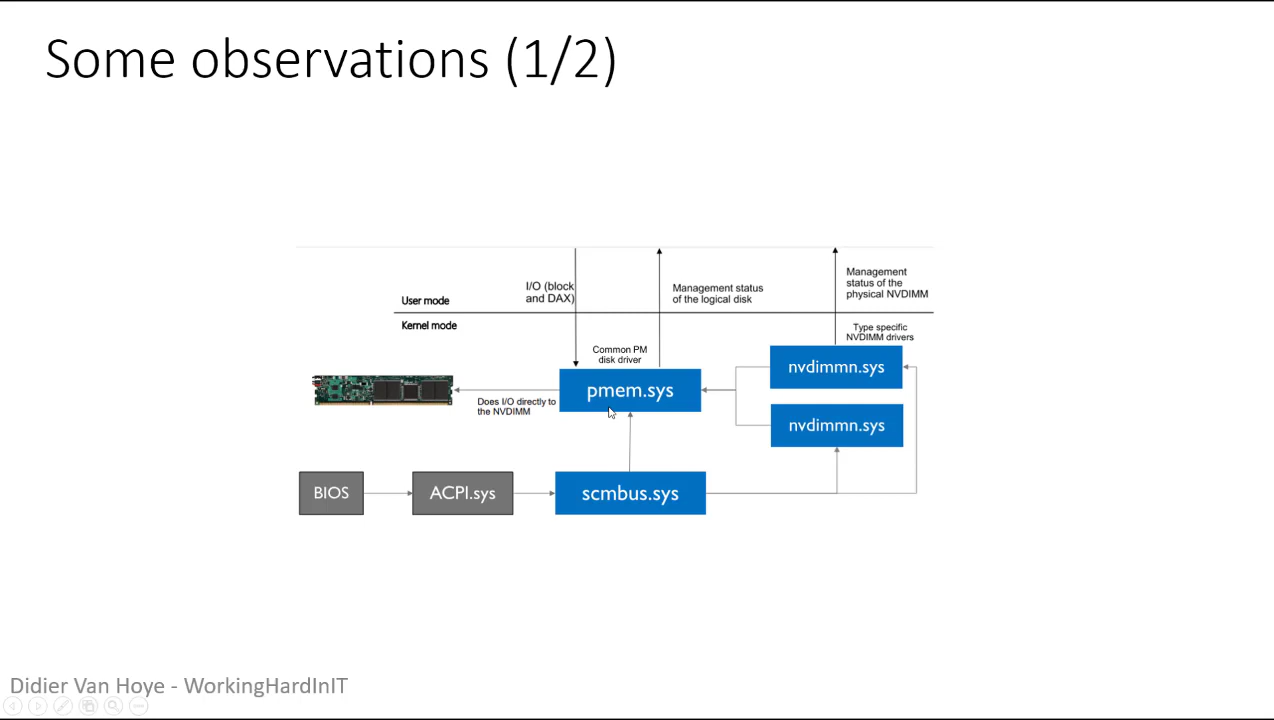 Some observations (1/2)
I/O (block
and DAX)
Management status
of the logical disk
Management
status of the
physical NVDIMM
User mode
Kernel mode
Type specific
NVDIMM drivers
Common PM
disk driver
nvdimmn.sys
pmem.sys
Does I/O directly to
the NVDIMM
nvdimmn.sys
BIOS
ACPI.sys
scmbus.sys
Didier Van Hoye - WorkingHardInIT